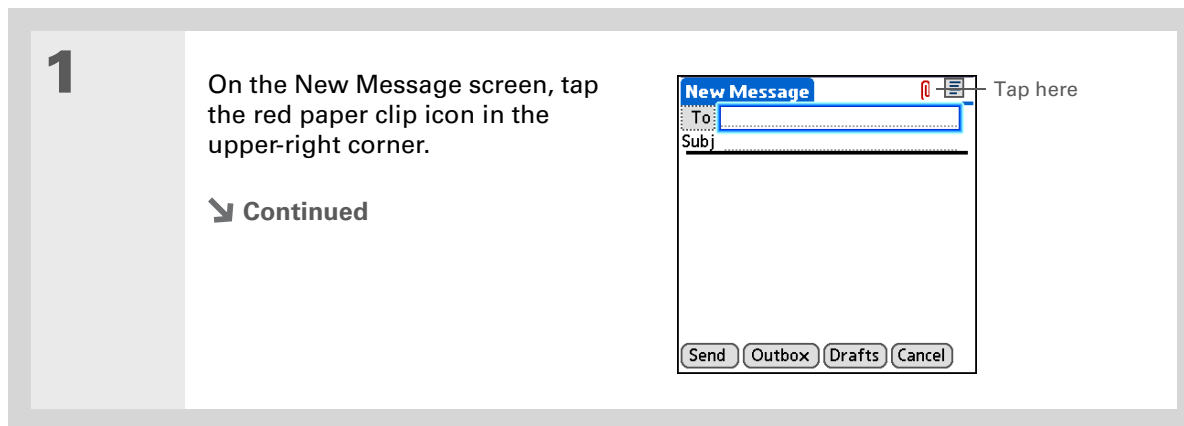 1
On the New Message screen, tap
the red paper clip icon in the
upper-right corner.
Continued
New Message
To
Subj
Send Outbox Drafts Cancel
Tap here